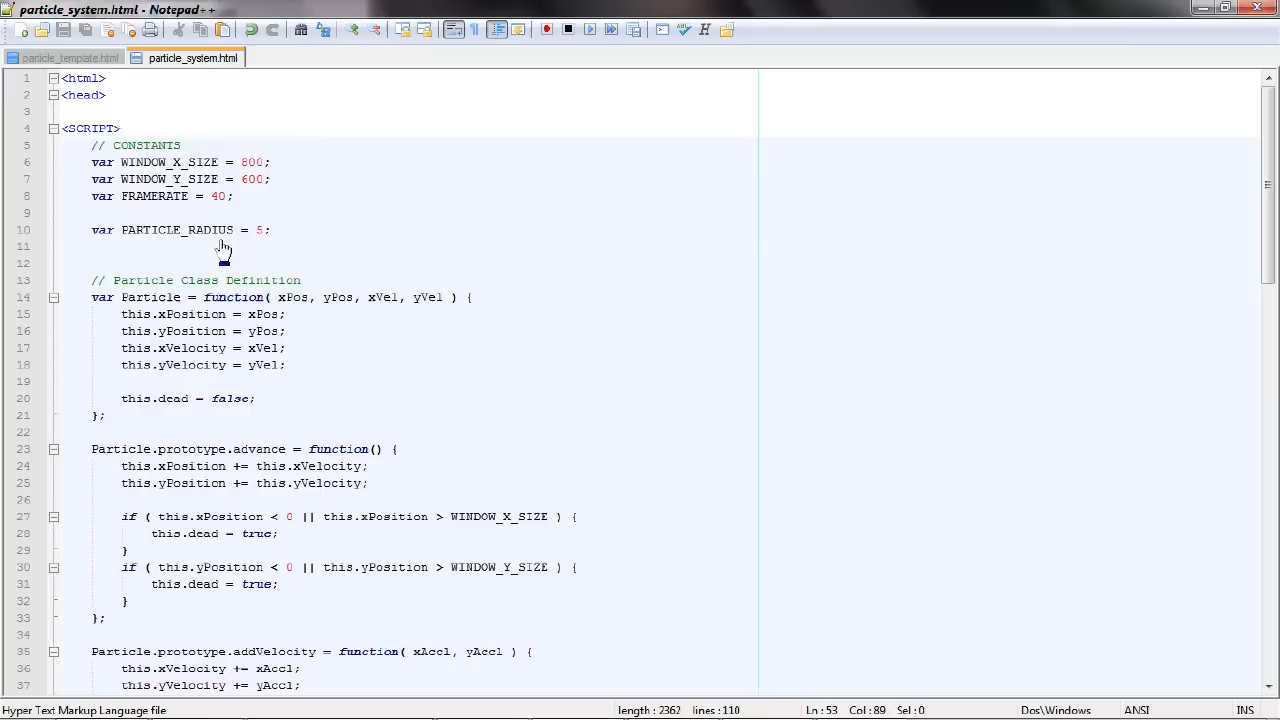 particle_system.html - Notepad++
particle_template.html particle_system.html
1 <html>
2 <head>
3
4 <SCRIPT>
5 // CONSTANTS
6 var WINDOW_X_SIZE = 800;
7 var WINDOW_Y_SIZE = 600;
8 var FRAMERATE = 40;
9
10 var PARTICLE_RADIUS = 5;
11
12
13 // Particle Class Definition
14 var Particle = function( xPos, yPos, xVel, yVel ) {
15 this.xPosition = xPos;
16 this.yPosition = yPos;
17 this.xVelocity = xVel;
18 this.yVelocity = yVel;
19
20 this.dead = false;
21 };
22
23 Particle.prototype.advance = function() {
24 this.xPosition += this.xVelocity;
25 this.yPosition += this.yVelocity;
26
27 if ( this.xPosition < 0 || this.xPosition > WINDOW_X_SIZE ) {
28 this.dead = true;
29 }
30 if ( this.yPosition < 0 || this.yPosition > WINDOW_Y_SIZE ) {
31 this.dead = true;
32 }
33 };
34
35 Particle.prototype.addVelocity = function( xAccl, yAccl ) {
36 this.xVelocity += xAccl;
37 this.yVelocity += yAccl;
Hyper Text Markup Language file length : 2362 lines : 110 Ln : 53 Col : 89 Sel : 0 Dos\Windows ANSI INS